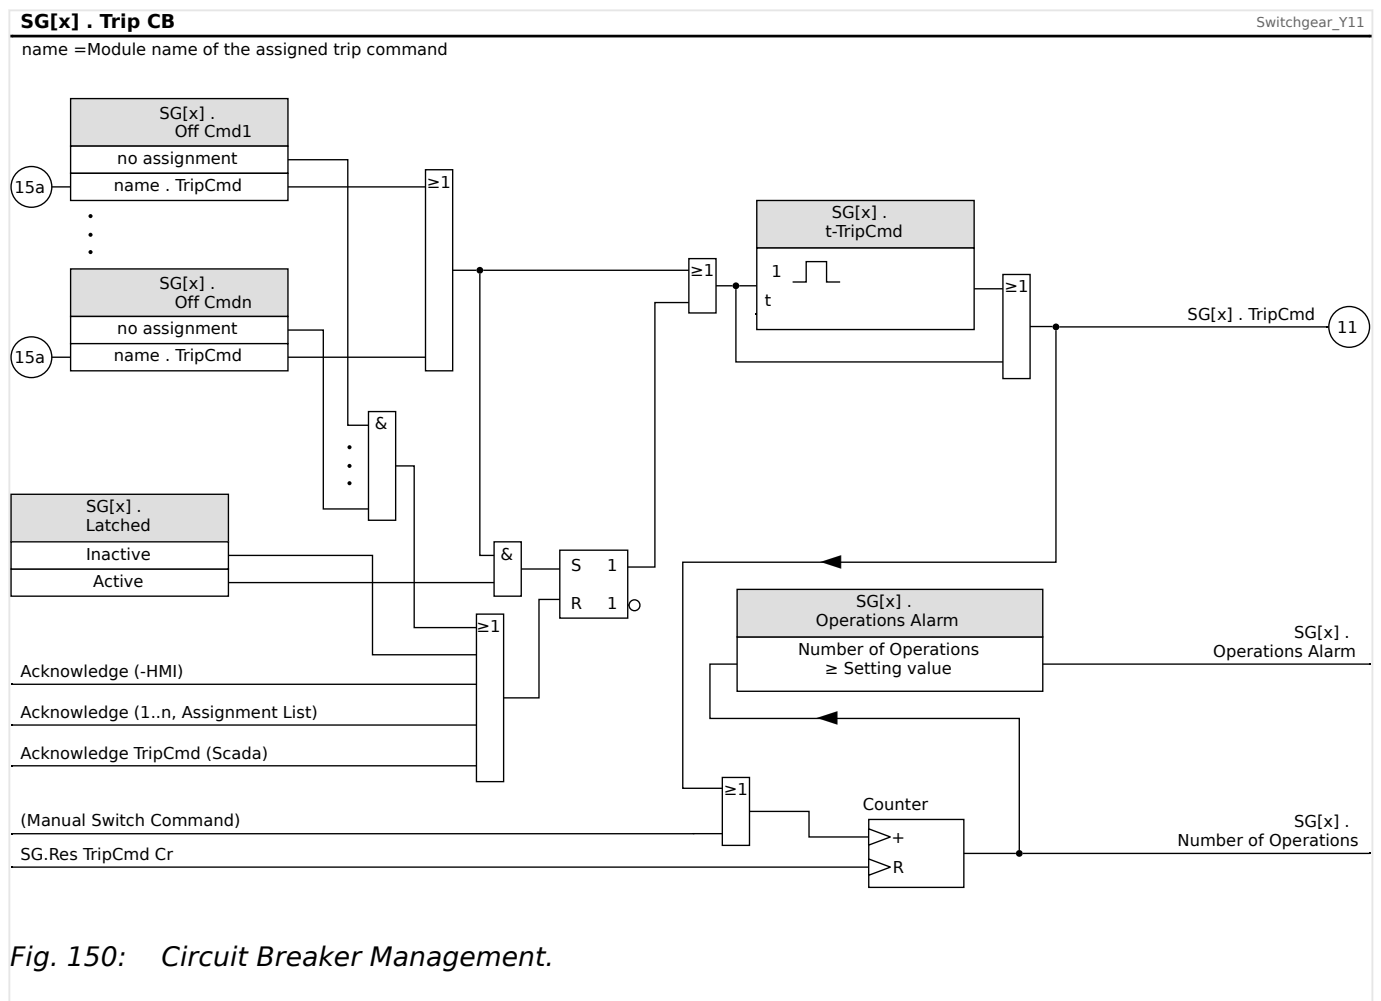 SG[x] . Trip CB
Switchgear_Y11
name =Module name of the assigned trip command
SG[x] .
Off Cmd1
no assignment
15a
name . TripCmd
≥1
SG[x] .
t-TripCmd
SG[x] .
Off Cmdn
no assignment
15a
name . TripCmd
≥1
1
t
≥1
SG[x] . TripCmd
11
&
SG[x] .
Latched
Inactive
Active
&
S 1
R 1
≥1
SG[x] .
Operations Alarm
Number of Operations
≥ Setting value
SG[x] .
Operations Alarm
Acknowledge (-HMI)
Acknowledge (1..n, Assignment List)
Acknowledge TripCmd (Scada)
≥1
Counter
(Manual Switch Command)
+
SG[x] .
Number of Operations
SG.Res TripCmd Cr
R
Fig. 150: Circuit Breaker Management.